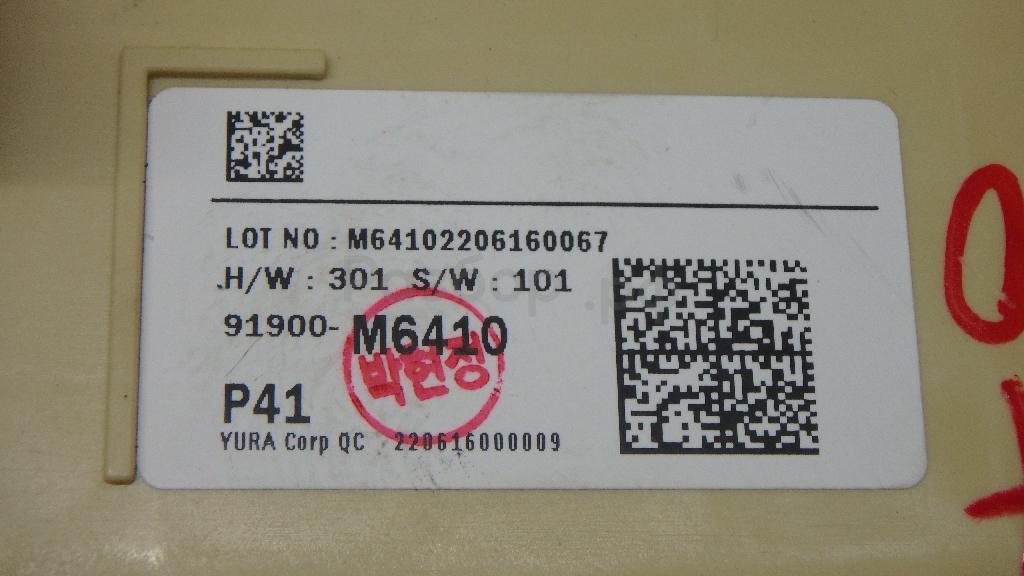 LOT NO : M64102206160067
H/W : 301 S/W : 101
91900- M6410
박현정
P41
YURA Corp QC 220616000009